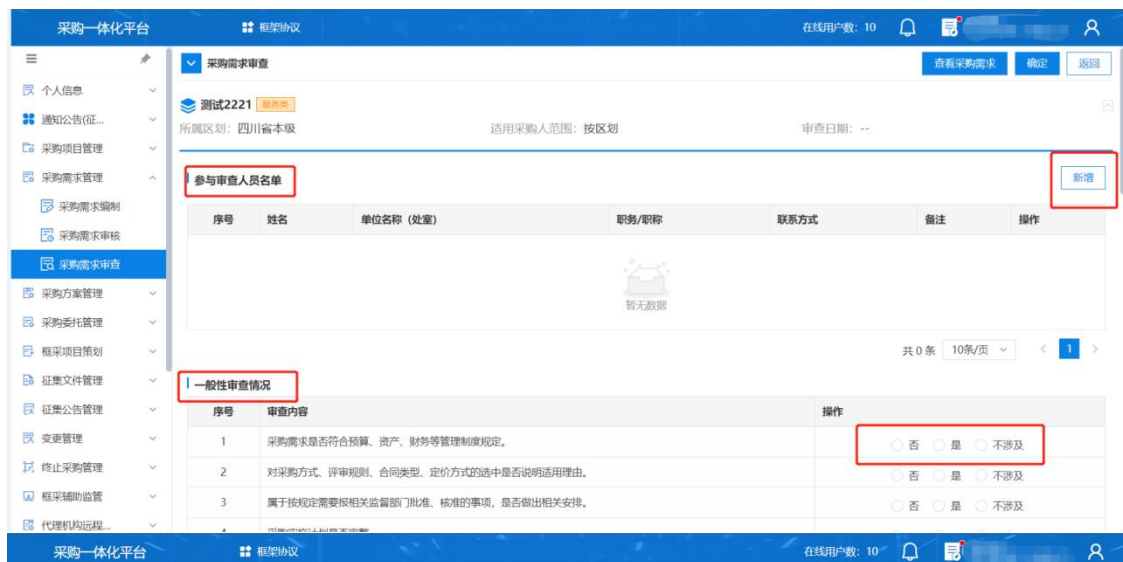 采购一体化平台 框架协议 在线用户数：10
采购需求审查 查看采购需求 确定 返回
个人信息
测试2221 服务类
通知公告(征...
所属区划：四川省本级 适用采购人范围：按区划 审查日期：--
采购项目管理
采购需求管理
参与审查人员名单 新增
采购需求编制
序号 姓名 单位名称（处室） 职务/职称 联系方式 备注 操作
采购需求审核
采购需求审查
采购方案管理
暂无数据
采购委托管理
框采项目策划
共 0 条 10条/页 1
征集文件管理
一般性审查情况
征集公告管理
序号 审查内容 操作
变更管理
1 采购需求是否符合预算、资产、财务等管理制度规定。 否 是 不涉及
终止采购管理
2 对采购方式、评审规则、合同类型、定价方式的选中是否说明适用理由。 否 是 不涉及
框采辅助监管
3 属于按规定需要报相关监督部门批准、核准的事项，是否做出相关安排。 否 是 不涉及
代理机构远程...
采购一体化平台 框架协议 在线用户数：10